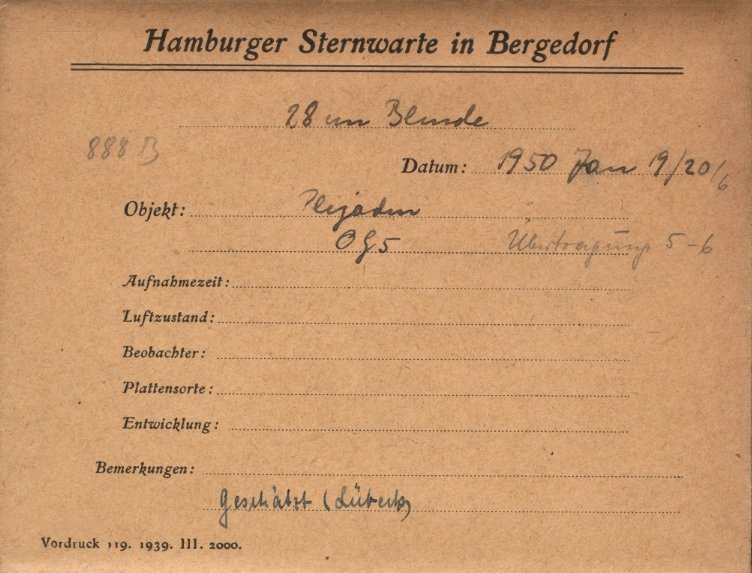 Hamburger Sternwarte in Bergedorf
28 cm Blende
888 B
Datum: 1950 Jan 19/20/6
Objekt: Plejaden
OG5 Übertragung 5-6
Aufnahmezeit:
Luftzustand:
Beobachter:
Plattensorte:
Entwicklung:
Bemerkungen:
Geschätzt (Lübeck)
Vordruck 119. 1939. III. 2000.